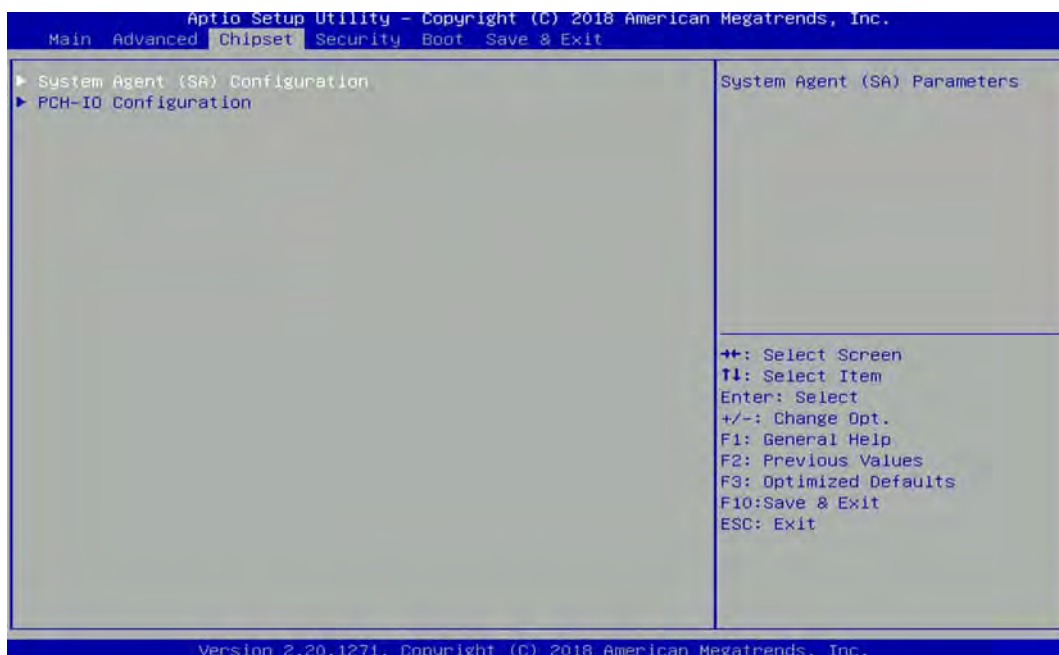 Aptio Setup Utility – Copyright (C) 2018 American Megatrends, Inc.
Main Advanced Chipset Security Boot Save & Exit
▶ System Agent (SA) Configuration
▶ PCH-IO Configuration
System Agent (SA) Parameters
→←: Select Screen
↑↓: Select Item
Enter: Select
+/-: Change Opt.
F1: General Help
F2: Previous Values
F3: Optimized Defaults
F10:Save & Exit
ESC: Exit
Version 2.20.1271. Copyright (C) 2018 American Megatrends, Inc.